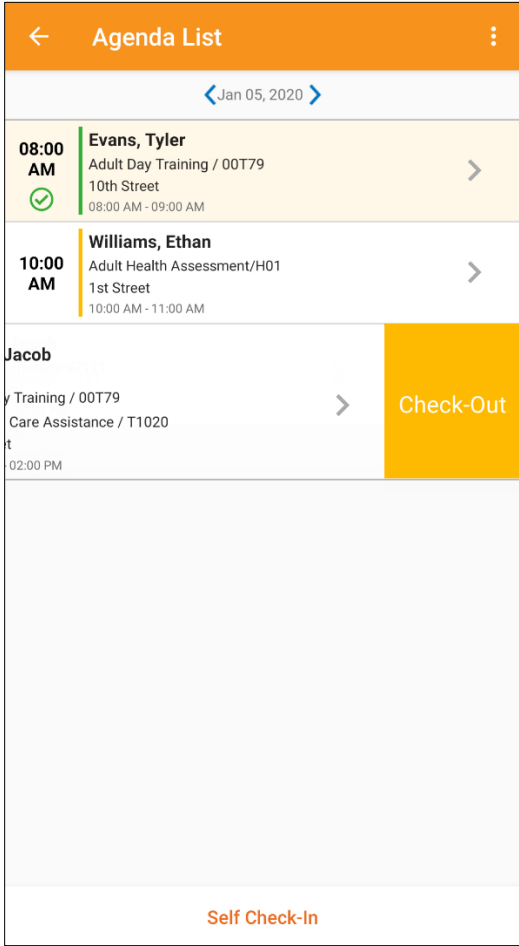 Agenda List
Jan 05, 2020
08:00
AM
Evans, Tyler
Adult Day Training / 00T79
10th Street
08:00 AM - 09:00 AM
10:00
AM
Williams, Ethan
Adult Health Assessment/H01
1st Street
10:00 AM - 11:00 AM
Jacob
y Training / 00T79
Care Assistance / T1020
et
- 02:00 PM
Check-Out
Self Check-In